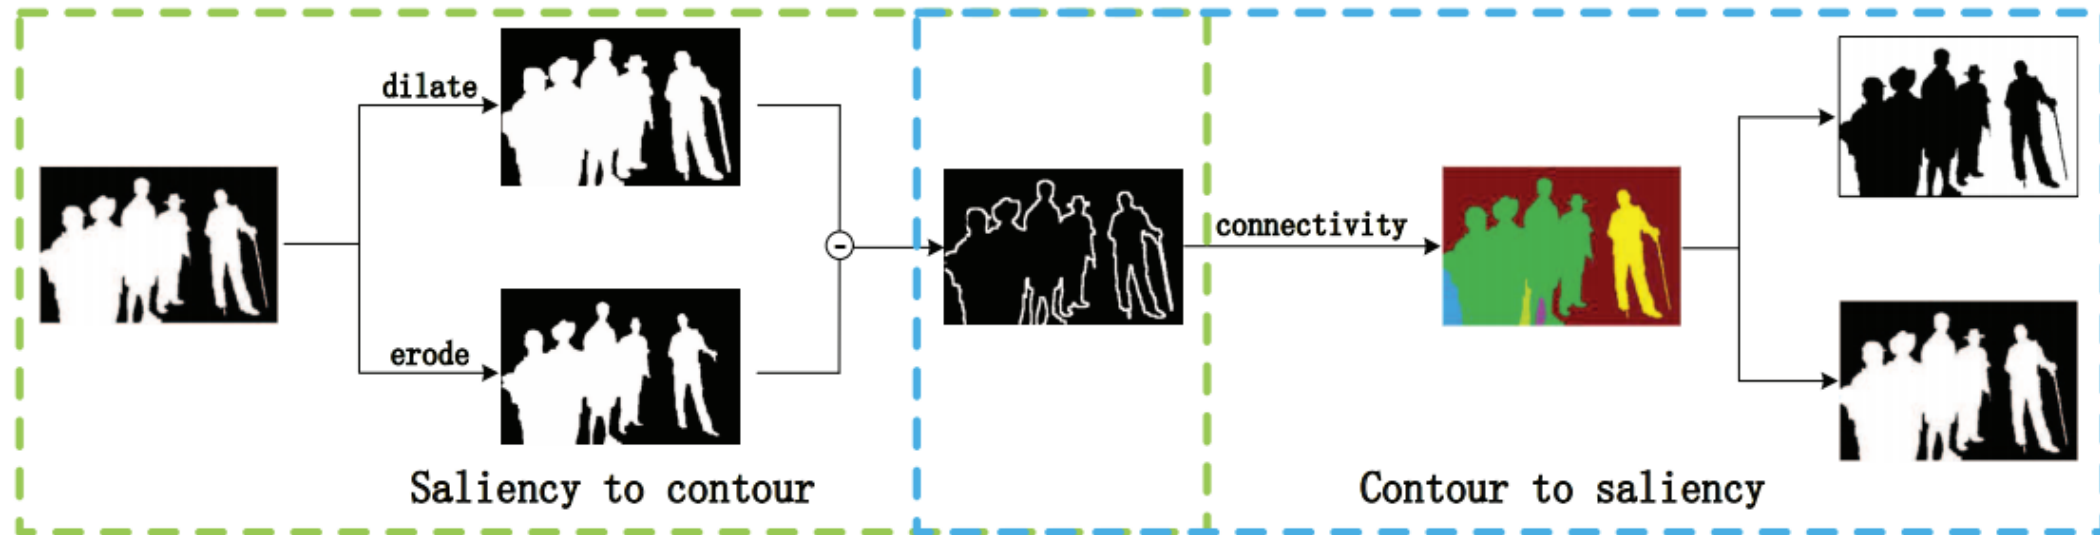 dilate
erode
-
connectivity
Saliency to contour
Contour to saliency